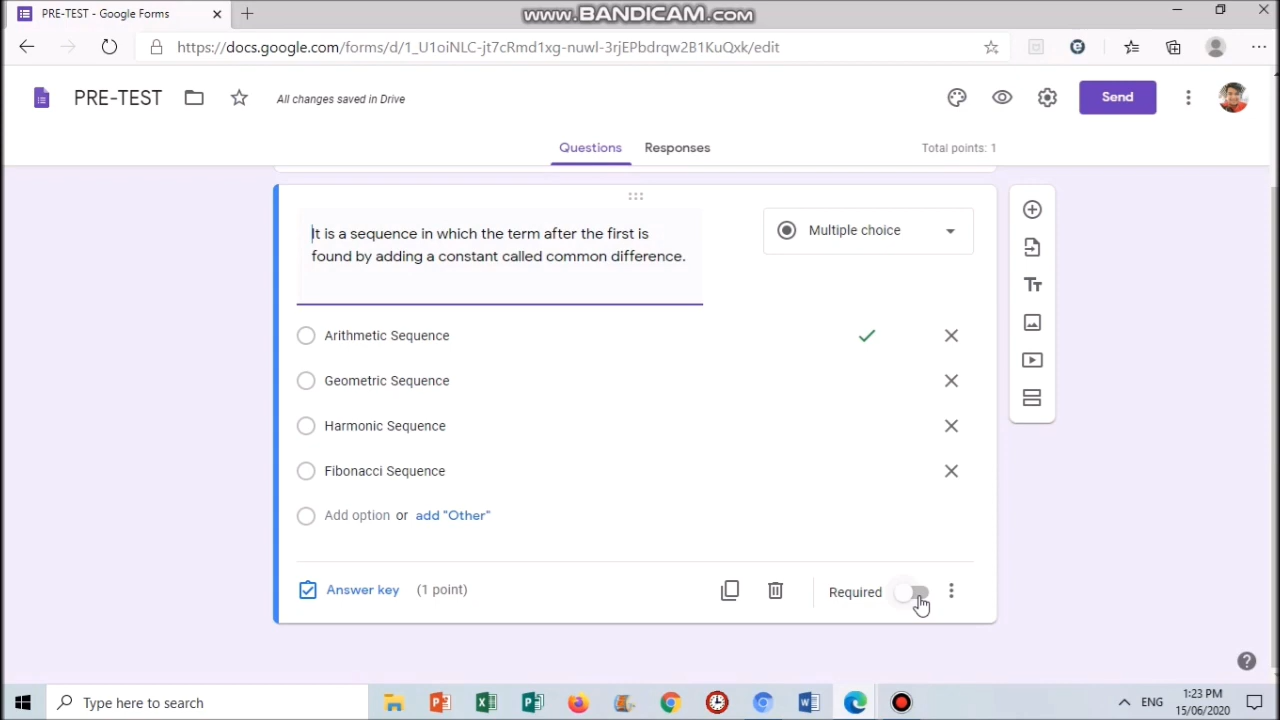 www.BANDICAM.com
PRE-TEST - Google Forms
https://docs.google.com/forms/d/1_U1oiNLC-jt7cRmd1xg-nuwl-3rjEPbdrqw2B1KuQxk/edit
PRE-TEST
All changes saved in Drive
Send
Questions
Responses
Total points: 1
It is a sequence in which the term after the first is
found by adding a constant called common difference.
Multiple choice
Arithmetic Sequence
Geometric Sequence
Harmonic Sequence
Fibonacci Sequence
Add option or add "Other"
Answer key (1 point)
Required
Type here to search
ENG
1:23 PM
15/06/2020